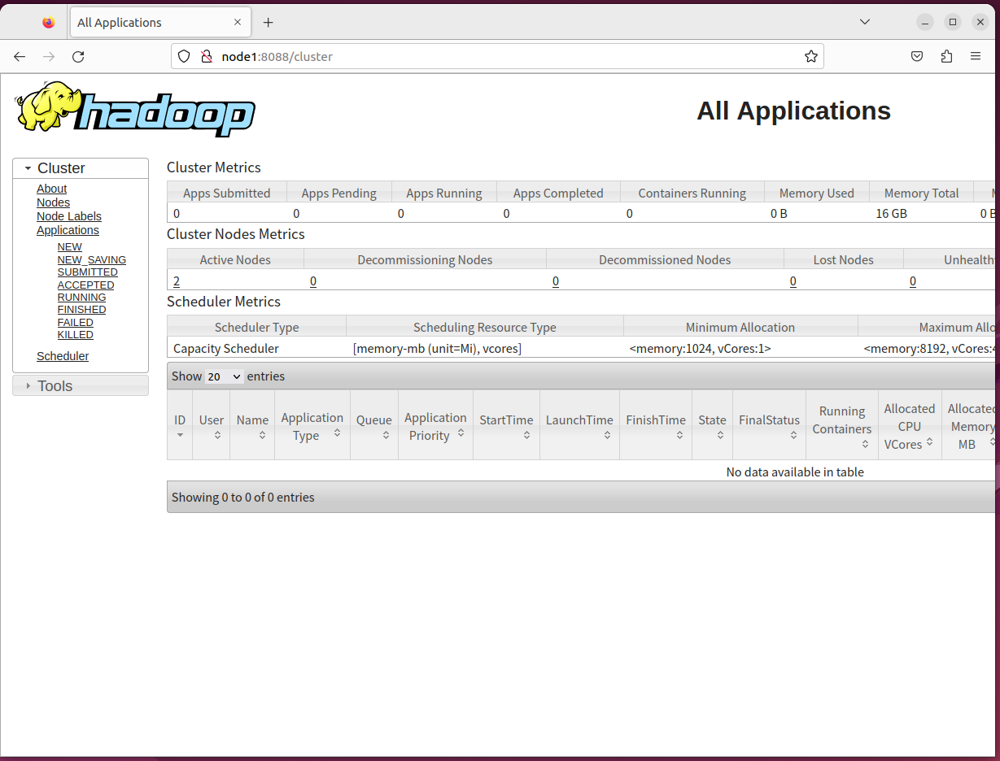 All Applications
node1:8088/cluster
hadoop
All Applications
Cluster
About
Nodes
Node Labels
Applications
NEW
NEW_SAVING
SUBMITTED
ACCEPTED
RUNNING
FINISHED
FAILED
KILLED
Scheduler
Tools
Cluster Metrics
Apps Submitted Apps Pending Apps Running Apps Completed Containers Running Memory Used Memory Total
0 0 0 0 0 0 B 16 GB 0 B
Cluster Nodes Metrics
Active Nodes Decommissioning Nodes Decommissioned Nodes Lost Nodes Unhealth
2 0 0 0 0
Scheduler Metrics
Scheduler Type Scheduling Resource Type Minimum Allocation Maximum Allo
Capacity Scheduler [memory-mb (unit=Mi), vcores] <memory:1024, vCores:1> <memory:8192, vCores:4
Show 20 entries
ID User Name Application Type Queue Application Priority StartTime LaunchTime FinishTime State FinalStatus Running Containers Allocated CPU VCores Allocated Memory MB
No data available in table
Showing 0 to 0 of 0 entries